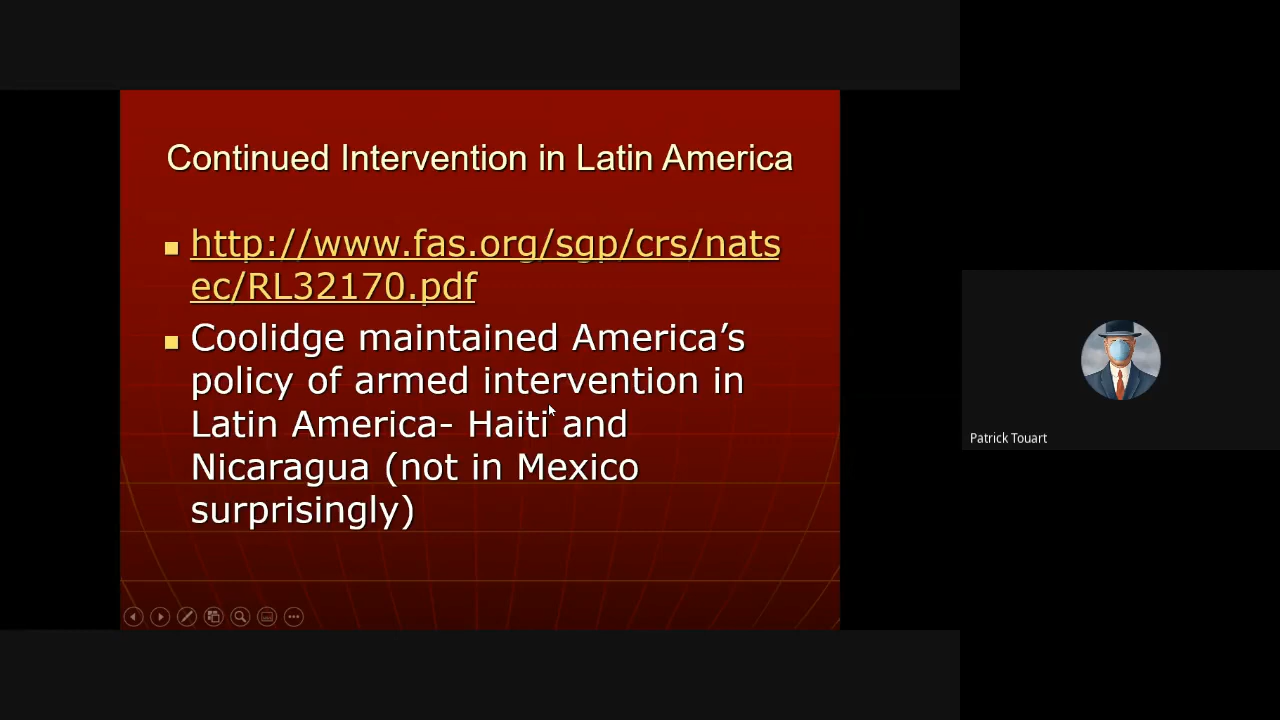 Continued Intervention in Latin America
http://www.fas.org/sgp/crs/nats
ec/RL32170.pdf
Coolidge maintained America’s
policy of armed intervention in
Latin America- Haiti and
Nicaragua (not in Mexico
surprisingly)
Patrick Touart